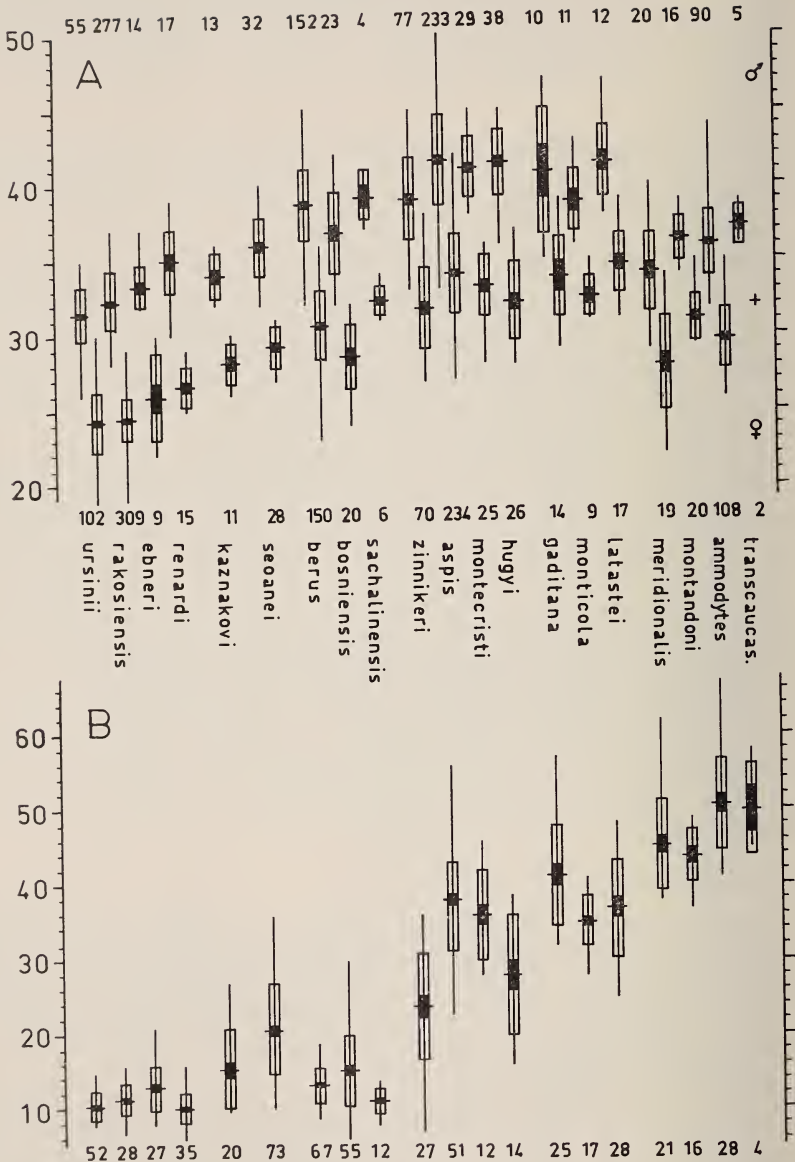 55 277 14 17 13 32 152 23 4 77 233 29 38 10 11 12 20 16 90 5
50
A
♂
40
+
30
♀
20
102 309 9 15 11 28 150 20 6 70 234 25 26 14 9 17 19 20 108 2
ursinii
rakosiensis
ebneri
renardi
kaznakovi
seoanei
berus
bosniensis
sachalinensis
zinnikeri
aspis
montecristi
hugyi
gaditana
monticola
latastei
meridionalis
montandoni
ammodytes
transcaucas.
B
60
50
40
30
20
10
52 28 27 35 20 73 67 55 12 27 51 12 14 25 17 28 21 16 28 4